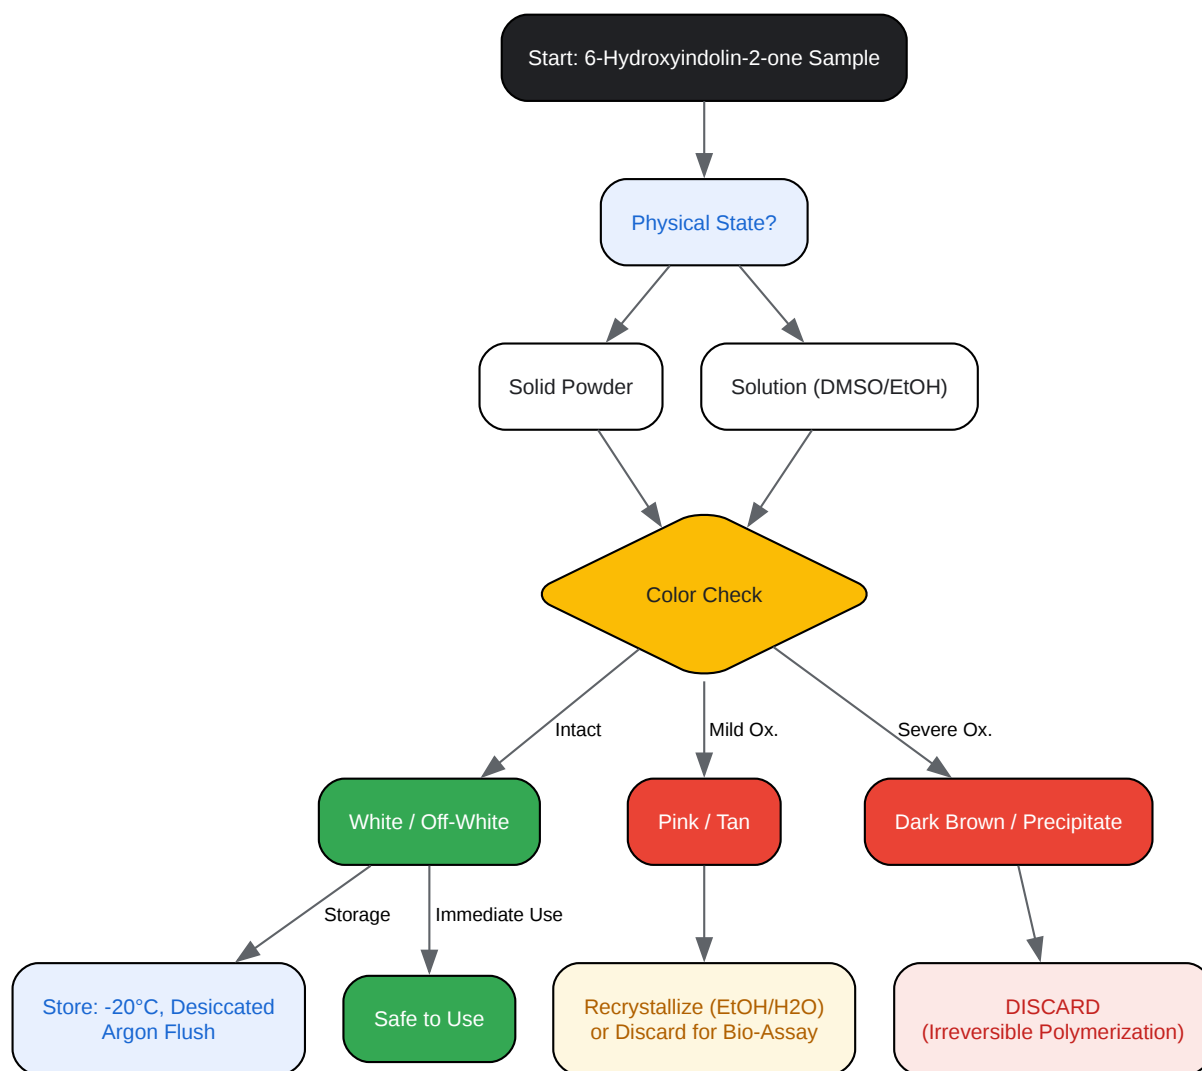 Start: 6-Hydroxyindolin-2-one Sample
Physical State?
Solid Powder
Solution (DMSO/EtOH)
Color Check
Intact
Mild Ox.
Severe Ox.
White / Off-White
Pink / Tan
Dark Brown / Precipitate
Storage
Immediate Use
Store: -20°C, Desiccated
Argon Flush
Safe to Use
Recrystallize (EtOH/H2O)
or Discard for Bio-Assay
DISCARD
(Irreversible Polymerization)